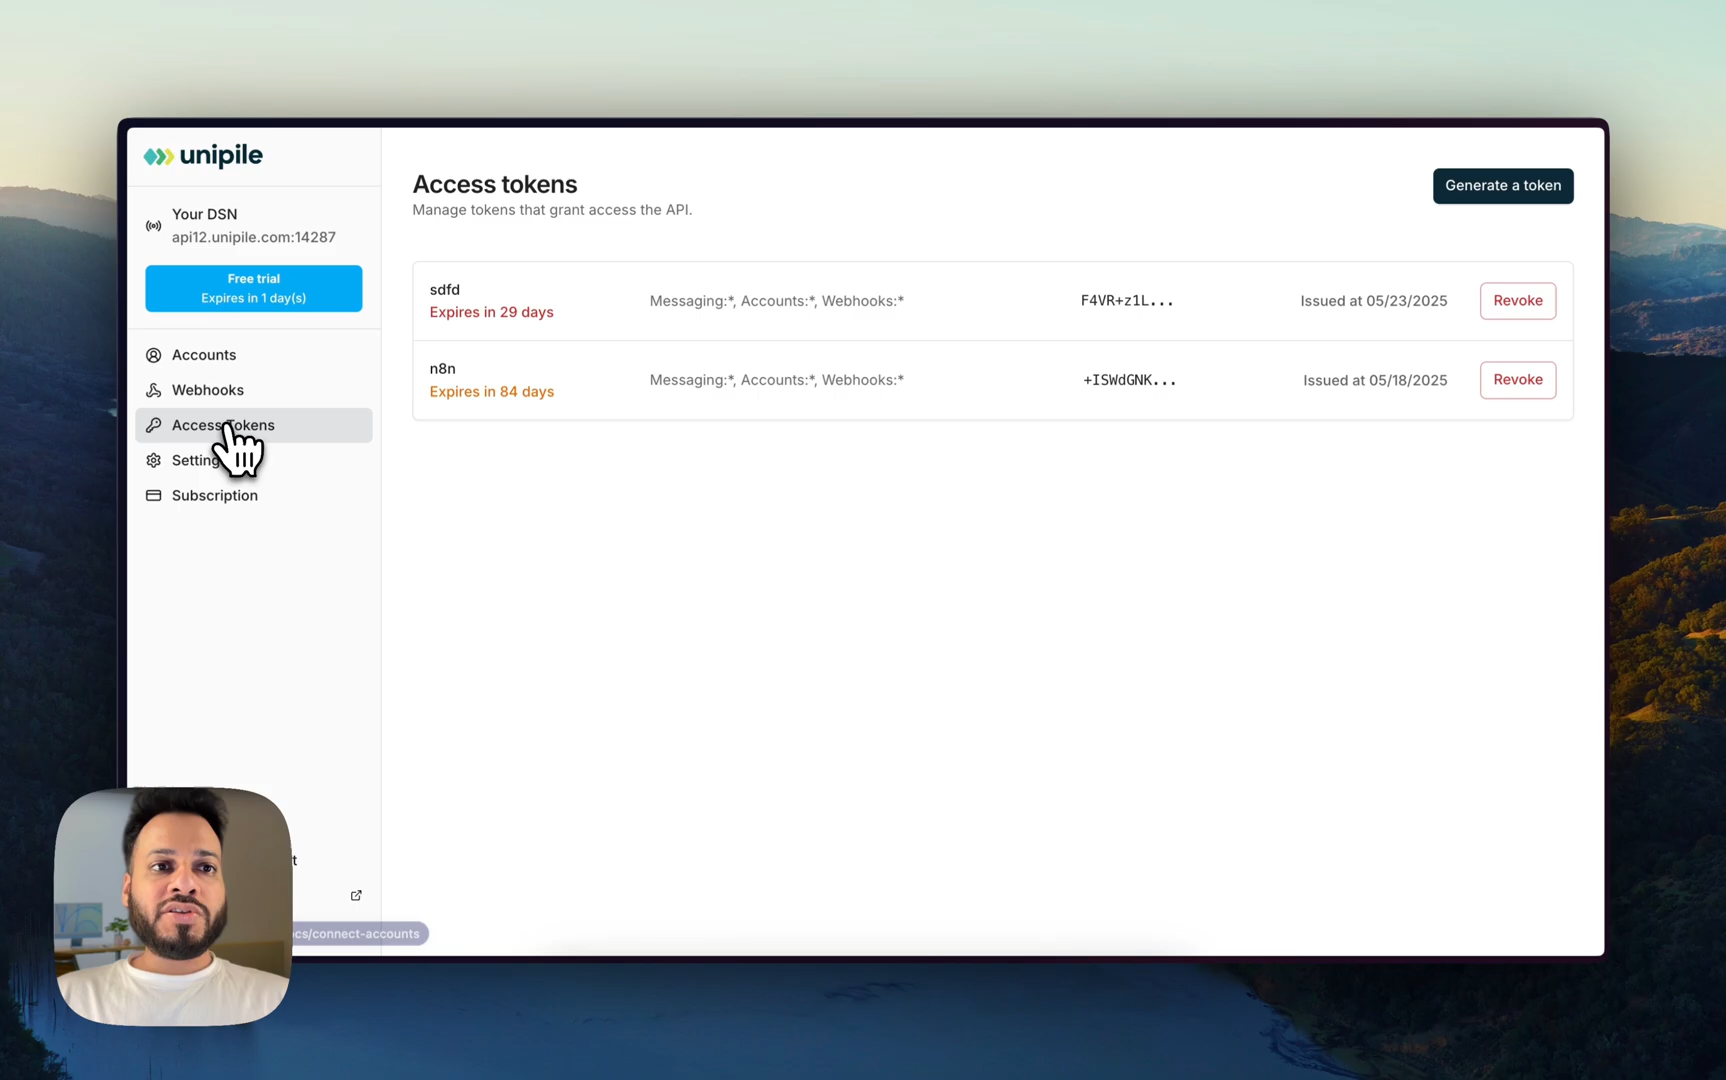 unipile
Your DSN
api12.unipile.com:14287
Free trial
Expires in 1 day(s)
Accounts
Webhooks
Access Tokens
Setting
Subscription
t
cs/connect-accounts
Access tokens
Manage tokens that grant access the API.
Generate a token
sdfd
Expires in 29 days
Messaging:*, Accounts:*, Webhooks:*
F4VR+z1L...
Issued at 05/23/2025
Revoke
n8n
Expires in 84 days
Messaging:*, Accounts:*, Webhooks:*
+ISWdGNK...
Issued at 05/18/2025
Revoke